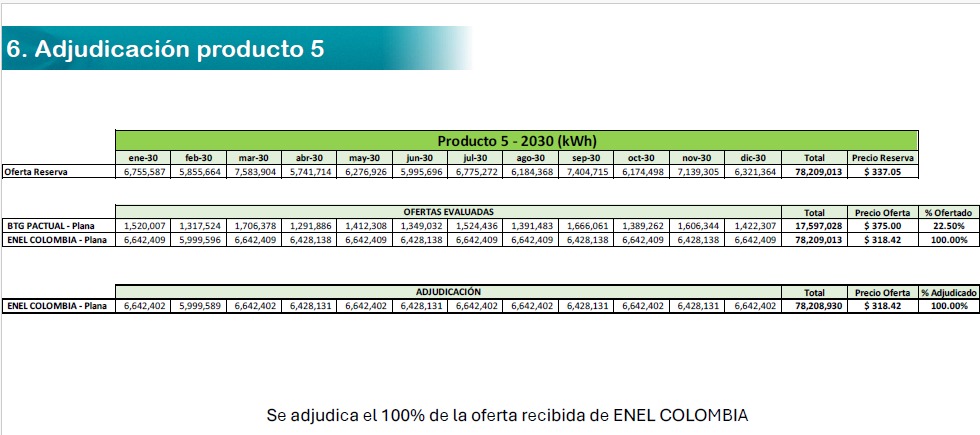 6. Adjudicación producto 5
Producto 5 - 2030 (kWh)
ene-30 feb-30 mar-30 abr-30 may-30 jun-30 jul-30 ago-30 sep-30 oct-30 nov-30 dic-30 Total Precio Reserva
Oferta Reserva 6,755,587 5,855,664 7,583,904 5,741,714 6,276,926 5,995,696 6,775,272 6,184,368 7,404,715 6,174,498 7,139,305 6,321,364 78,209,013 $ 337.05
OFERTAS EVALUADAS Total Precio Oferta % Ofertado
BTG PACTUAL - Plana 1,520,007 1,317,524 1,706,378 1,291,886 1,412,308 1,349,032 1,524,436 1,391,483 1,666,061 1,389,262 1,606,344 1,422,307 17,597,028 $ 375.00 22.50%
ENEL COLOMBIA - Plana 6,642,409 5,999,596 6,642,409 6,428,138 6,642,409 6,428,138 6,642,409 6,642,409 6,428,138 6,642,409 6,428,138 6,642,409 78,209,013 $ 318.42 100.00%
ADJUDICACIÓN Total Precio Oferta % Adjudicado
ENEL COLOMBIA - Plana 6,642,402 5,999,589 6,642,402 6,428,131 6,642,402 6,428,131 6,642,402 6,642,402 6,428,131 6,642,402 6,428,131 6,642,402 78,208,930 $ 318.42 100.00%
Se adjudica el 100% de la oferta recibida de ENEL COLOMBIA